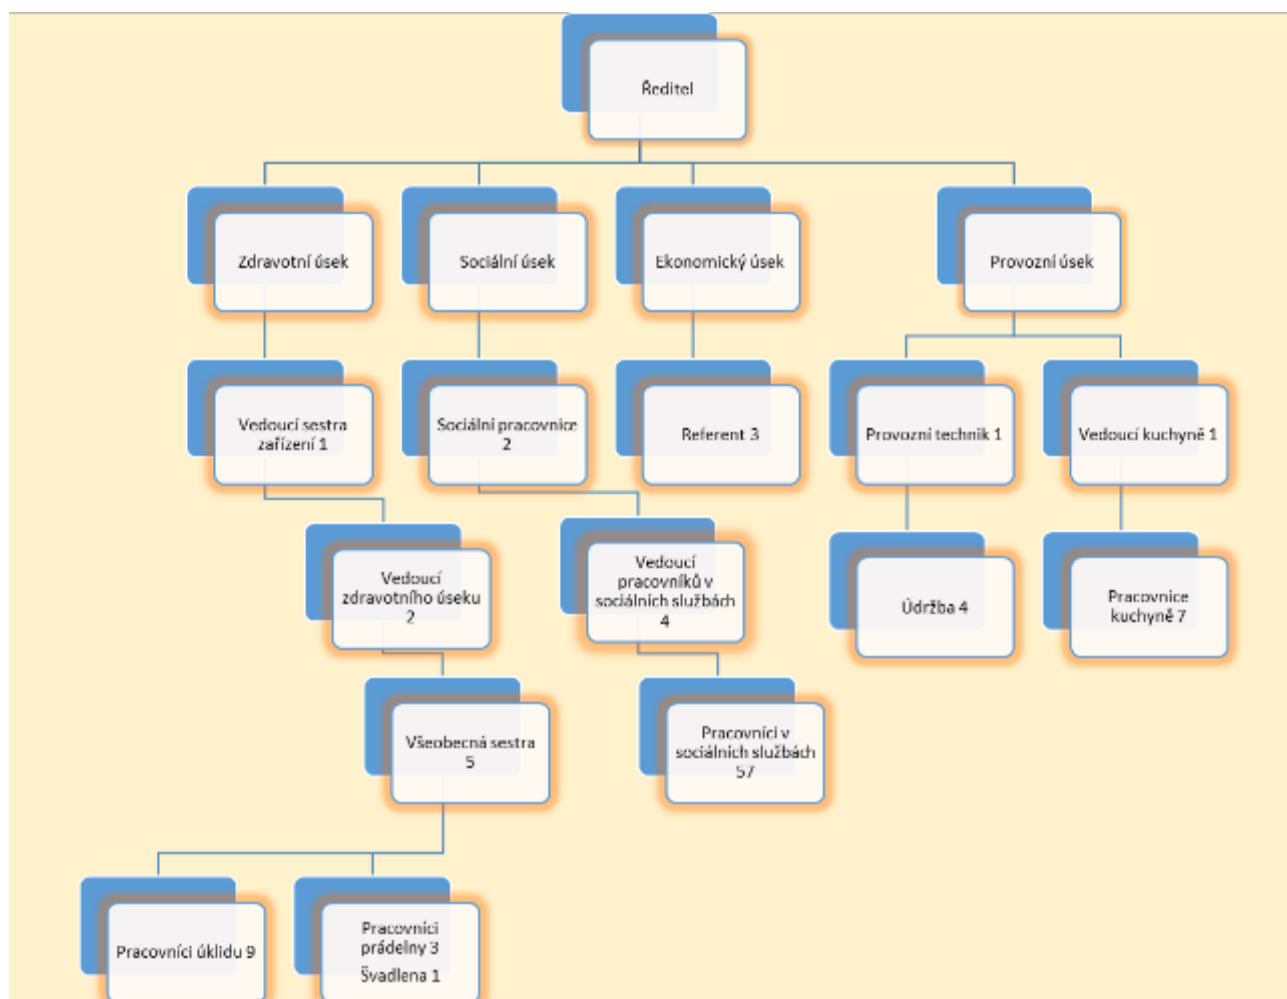 Ředitel
Zdravotní úsek
Sociální úsek
Ekonomický úsek
Provozní úsek
Vedoucí sestra
zařízení 1
Sociální pracovnice
2
Referent 3
Provozní technik 1
Vedoucí kuchyně 1
Vedoucí
zdravotního úseku
2
Vedoucí
pracovníků v
sociálních službách
4
Údržba 4
Pracovnice
kuchyně 7
Všeobecná sestra
5
Pracovníci v
sociálních službách
57
Pracovníci úklidu 9
Pracovníci
prádelny 3
Švadlena 1